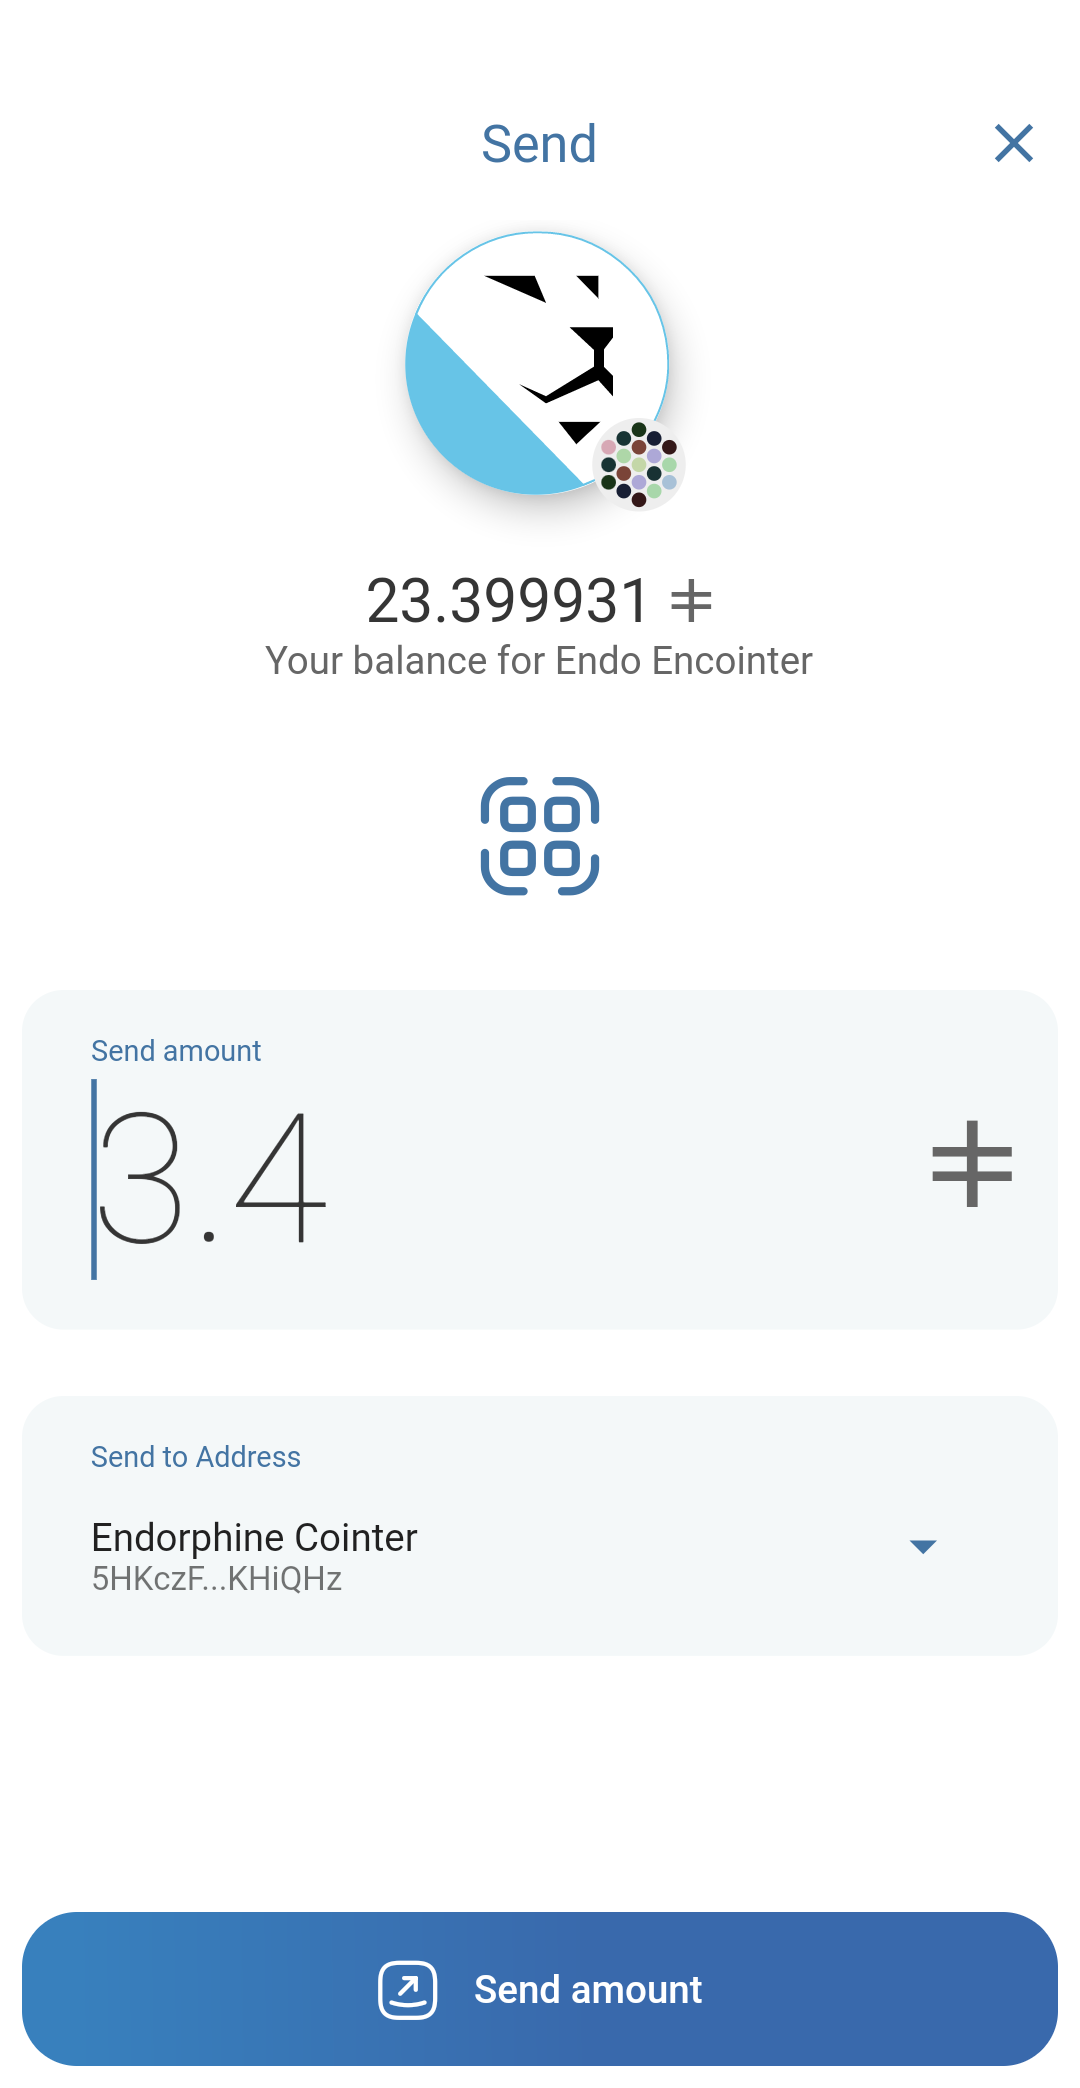 Send
23.399931
Your balance for Endo Encointer
Send amount
3.4
Send to Address
Endorphine Cointer
5HKczF...KHiQHz
Send amount